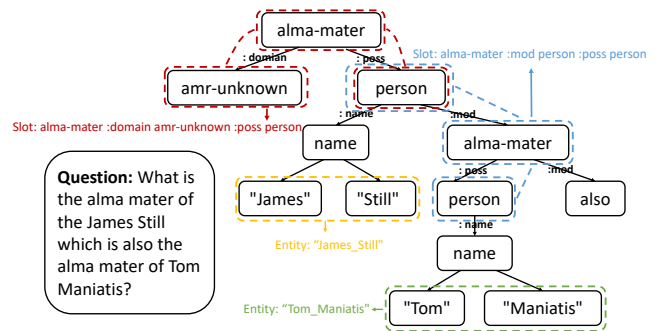 alma-mater
: domian
: poss
Slot: alma-mater :mod person :poss person
amr-unknown
person
: name
:mod
Slot: alma-mater :domain amr-unknown :poss person
name
alma-mater
: poss
:mod
"James"
"Still"
person
also
Entity: "James_Still"
: name
name
Entity: "Tom_Maniatis"
"Tom"
"Maniatis"
Question: What is
the alma mater of
the James Still
which is also the
alma mater of Tom
Maniatis?